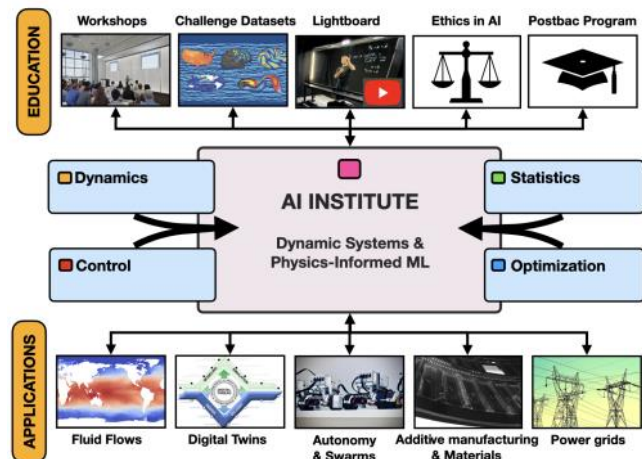 Workshops
Challenge Datasets
Lightboard
Ethics in AI
Postbac Program
EDUCATION
Dynamics
Statistics
AI INSTITUTE
Dynamic Systems &
Physics-Informed ML
Control
Optimization
APPLICATIONS
Fluid Flows
Digital Twins
Autonomy
& Swarms
Additive manufacturing
& Materials
Power grids